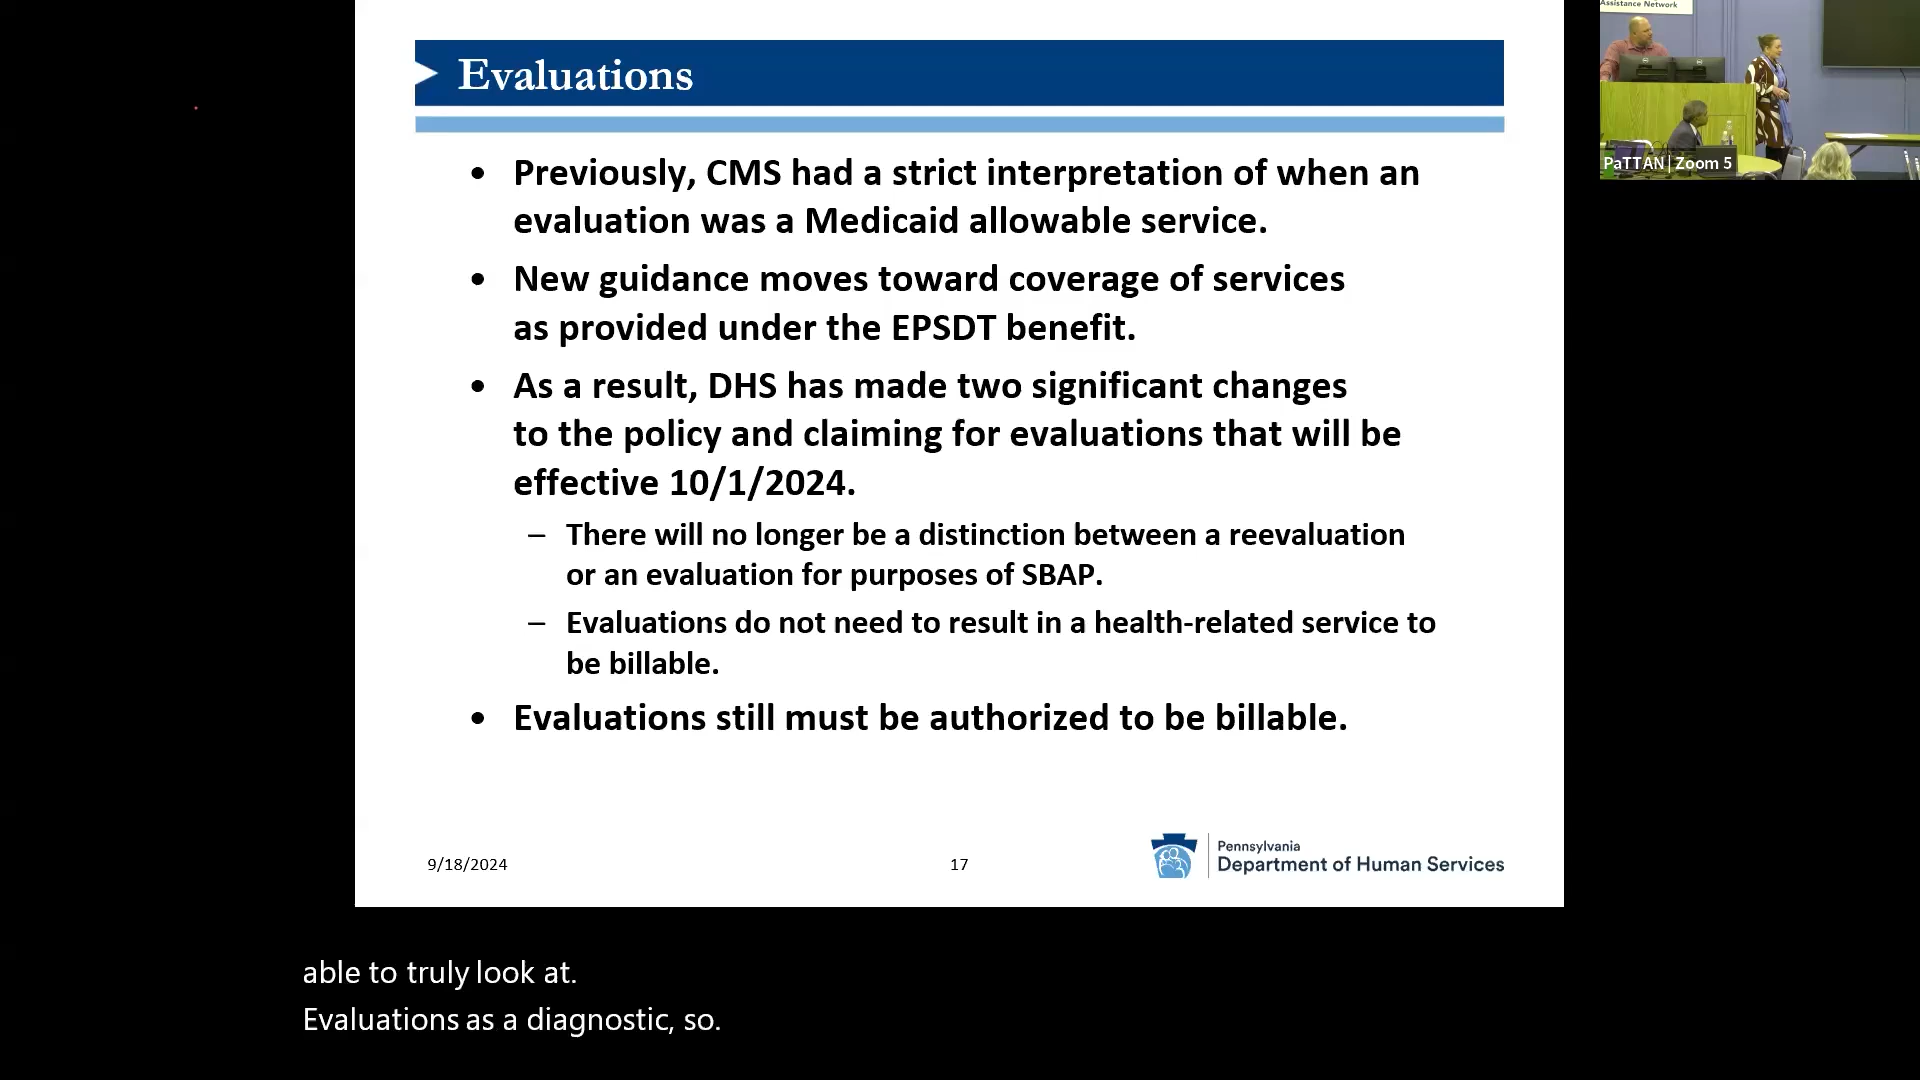 Evaluations
• Previously, CMS had a strict interpretation of when an
evaluation was a Medicaid allowable service.
• New guidance moves toward coverage of services
as provided under the EPSDT benefit.
• As a result, DHS has made two significant changes
to the policy and claiming for evaluations that will be
effective 10/1/2024.
– There will no longer be a distinction between a reevaluation
or an evaluation for purposes of SBAP.
– Evaluations do not need to result in a health-related service to
be billable.
• Evaluations still must be authorized to be billable.
9/18/2024
17
Pennsylvania
Department of Human Services
Assistance Network
PaTTAN | Zoom 5
able to truly look at.
Evaluations as a diagnostic, so.